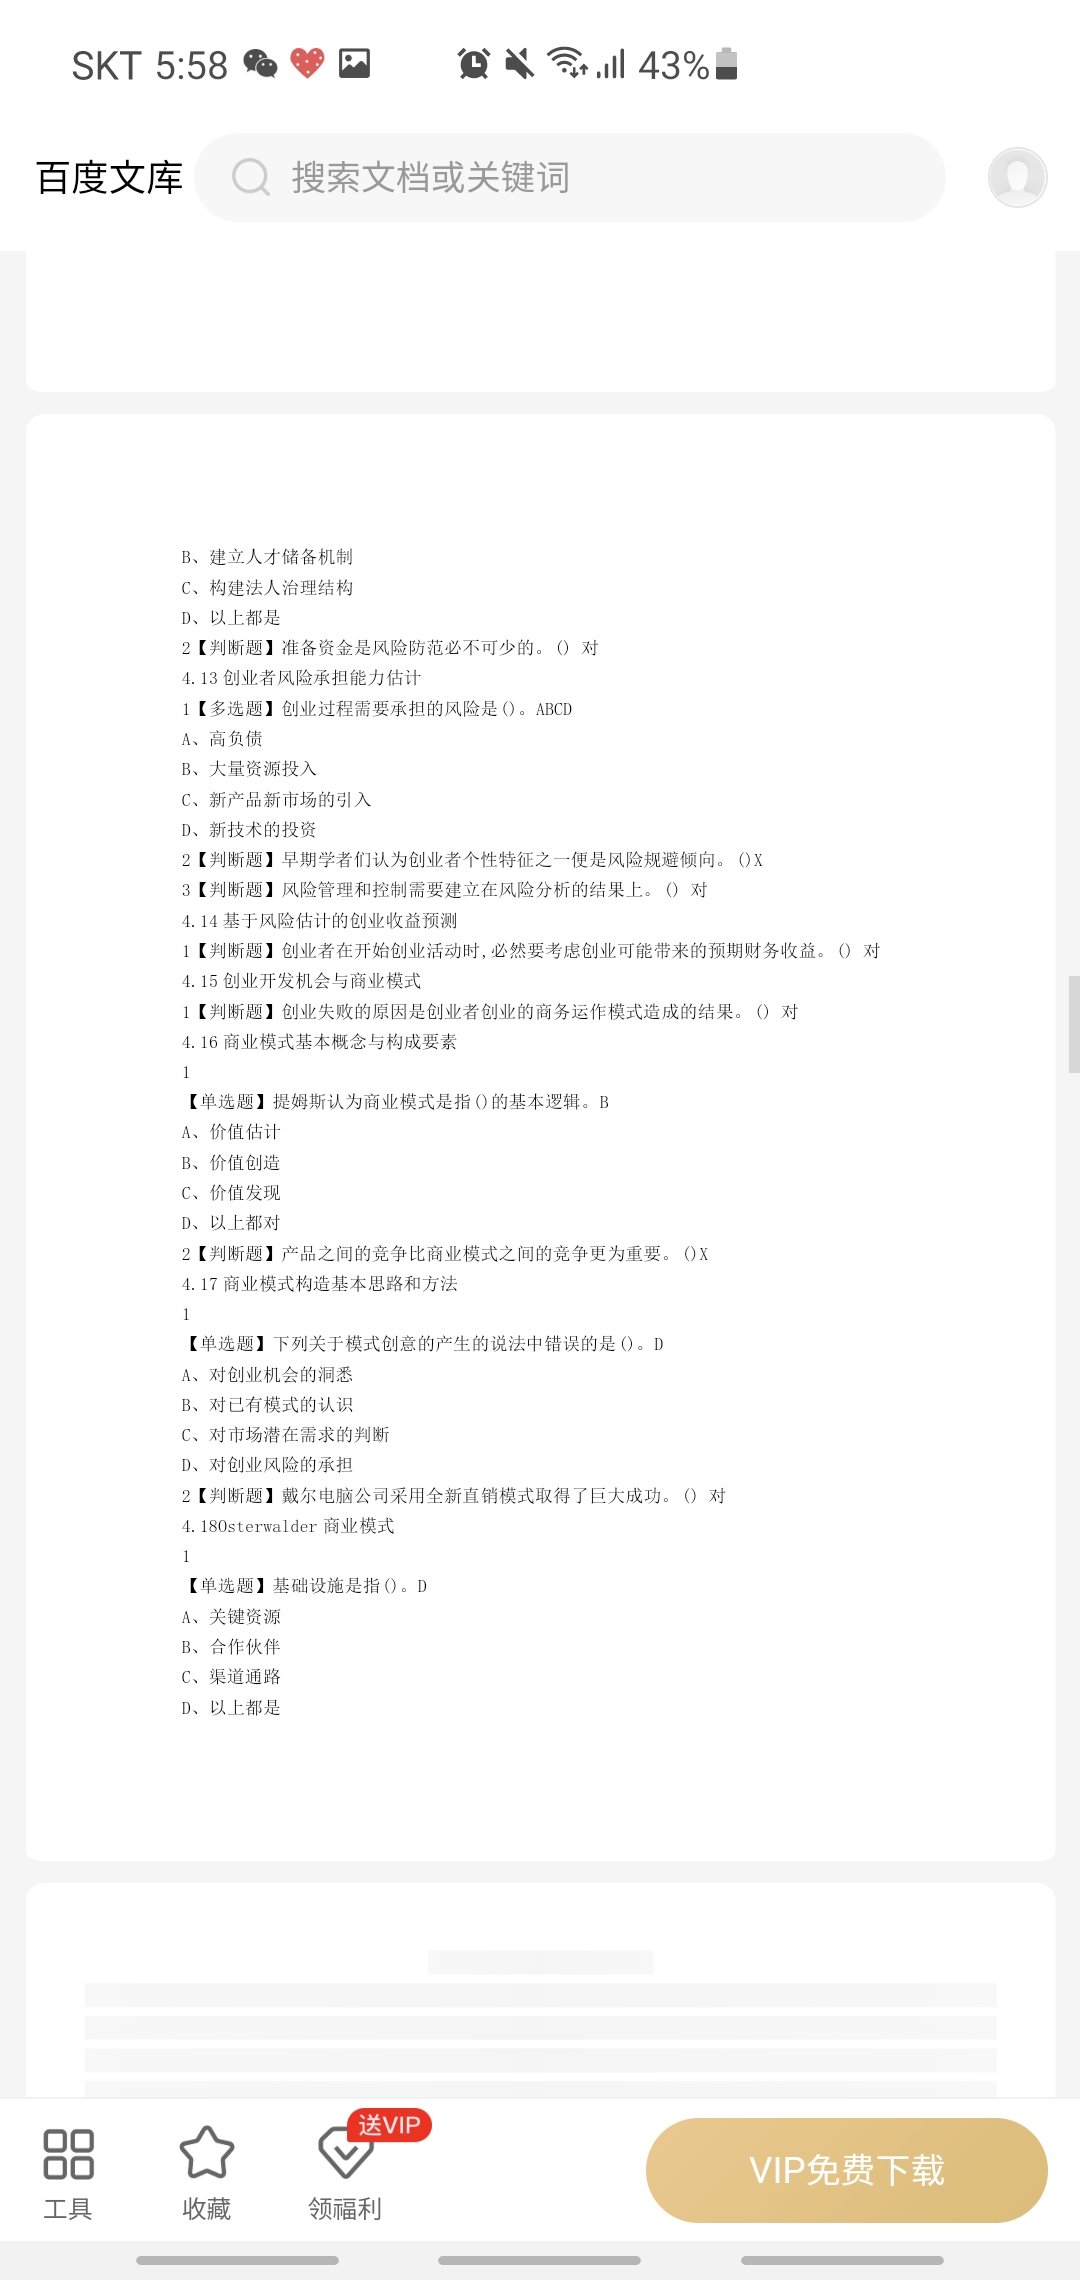 SKT 5:58 43%
百度文库 搜索文档或关键词
B、建立人才储备机制
C、构建法人治理结构
D、以上都是
2【判断题】准备资金是风险防范必不可少的。() 对
4.13 创业者风险承担能力估计
1【多选题】创业过程需要承担的风险是()。ABCD
A、高负债
B、大量资源投入
C、新产品新市场的引入
D、新技术的投资
2【判断题】早期学者们认为创业者个性特征之一便是风险规避倾向。()X
3【判断题】风险管理和控制需要建立在风险分析的结果上。() 对
4.14 基于风险估计的创业收益预测
1【判断题】创业者在开始创业活动时,必然要考虑创业可能带来的预期财务收益。() 对
4.15 创业开发机会与商业模式
1【判断题】创业失败的原因是创业者创业的商务运作模式造成的结果。() 对
4.16 商业模式基本概念与构成要素
1
【单选题】提姆斯认为商业模式是指()的基本逻辑。B
A、价值估计
B、价值创造
C、价值发现
D、以上都对
2【判断题】产品之间的竞争比商业模式之间的竞争更为重要。()X
4.17 商业模式构造基本思路和方法
1
【单选题】下列关于模式创意的产生的说法中错误的是()。D
A、对创业机会的洞悉
B、对已有模式的认识
C、对市场潜在需求的判断
D、对创业风险的承担
2【判断题】戴尔电脑公司采用全新直销模式取得了巨大成功。() 对
4.18Osterwalder 商业模式
1
【单选题】基础设施是指()。D
A、关键资源
B、合作伙伴
C、渠道通路
D、以上都是
送VIP
工具 收藏 领福利 VIP免费下载